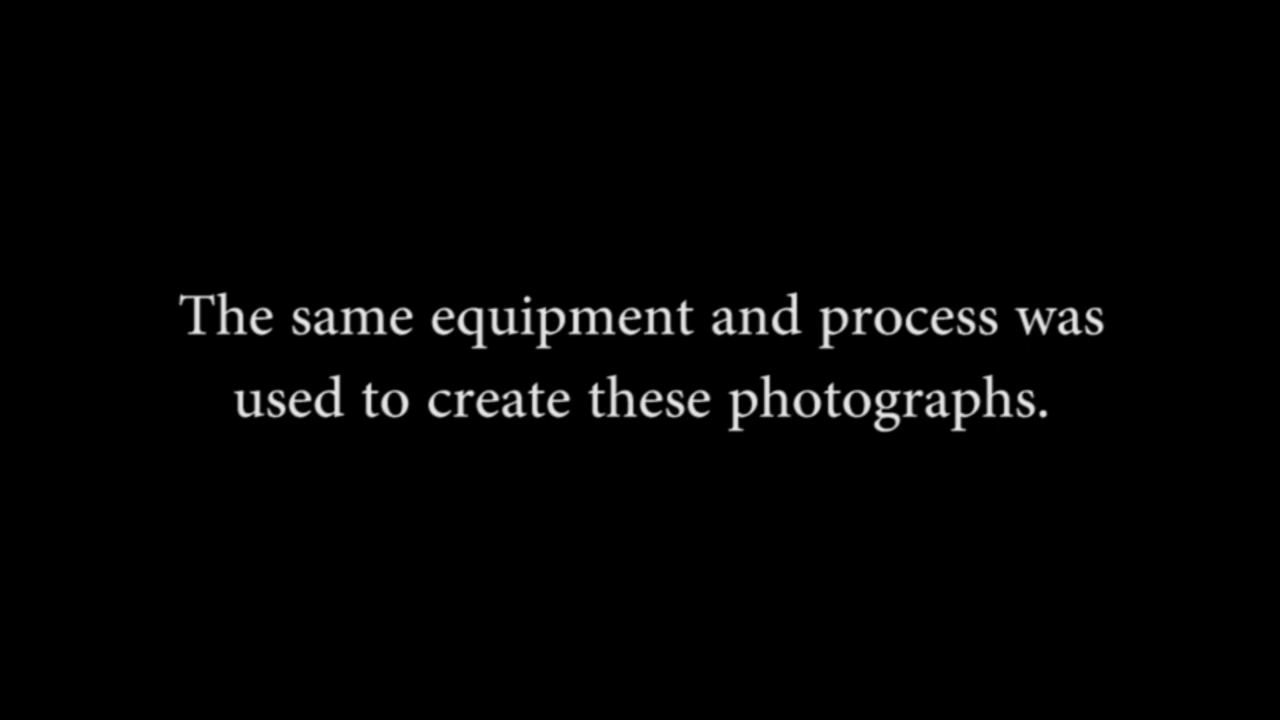 The same equipment and process was
used to create these photographs.